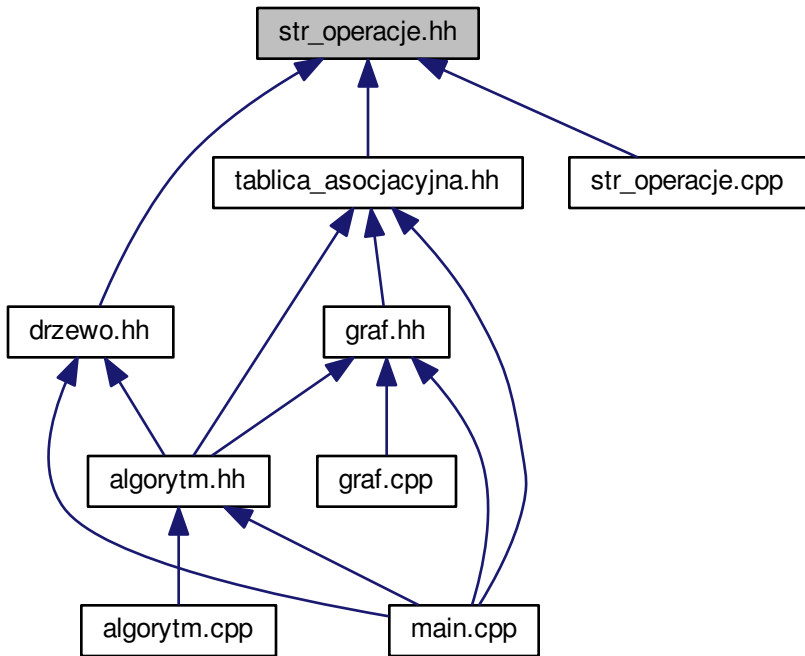 str_operacje.hh
tablica_asocjacyjna.hh
str_operacje.cpp
drzewo.hh
graf.hh
algorytm.hh
graf.cpp
algorytm.cpp
main.cpp